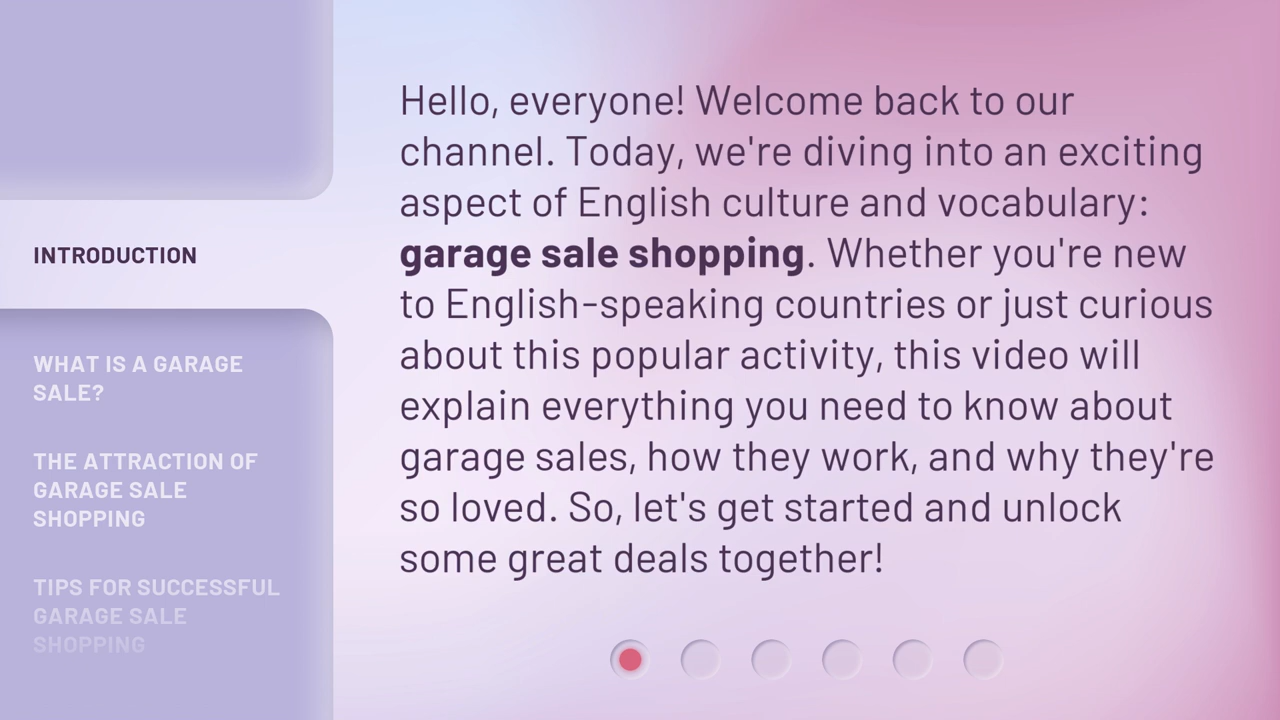 INTRODUCTION
WHAT IS A GARAGE
SALE?
THE ATTRACTION OF
GARAGE SALE
SHOPPING
TIPS FOR SUCCESSFUL
GARAGE SALE
SHOPPING
Hello, everyone! Welcome back to our
channel. Today, we're diving into an exciting
aspect of English culture and vocabulary:
garage sale shopping. Whether you're new
to English-speaking countries or just curious
about this popular activity, this video will
explain everything you need to know about
garage sales, how they work, and why they're
so loved. So, let's get started and unlock
some great deals together!